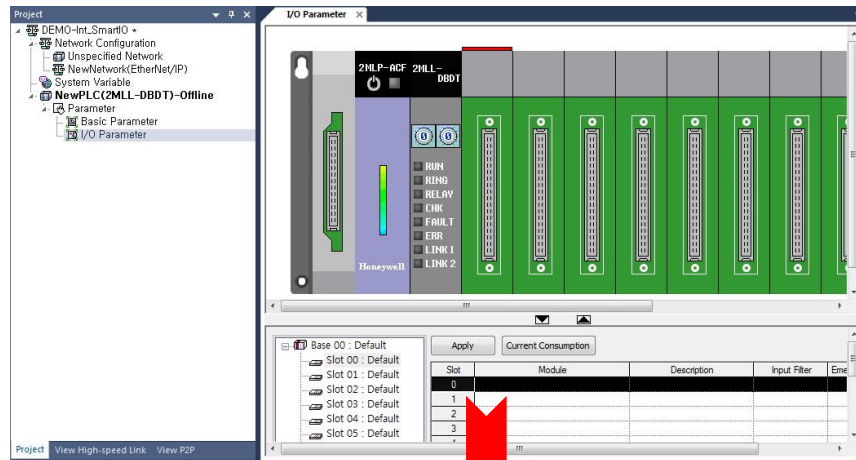 Project
DEMO-Int_SmartIO *
Network Configuration
Unspecified Network
NewNetwork(EtherNet/IP)
System Variable
NewPLC(2MLL-DBDT)-Offline
Parameter
Basic Parameter
I/O Parameter
Project
View High-speed Link
View P2P
I/O Parameter
2MLP-ACF
2MLL-
DBDT
0
0
RUN
RING
RELAY
CHK
FAULT
ERR
LINK 1
LINK 2
Honeywell
Base 00 : Default
Slot 00 : Default
Slot 01 : Default
Slot 02 : Default
Slot 03 : Default
Slot 04 : Default
Slot 05 : Default
Apply
Current Consumption
Slot Module Description Input Filter Eme
0
1
2
3